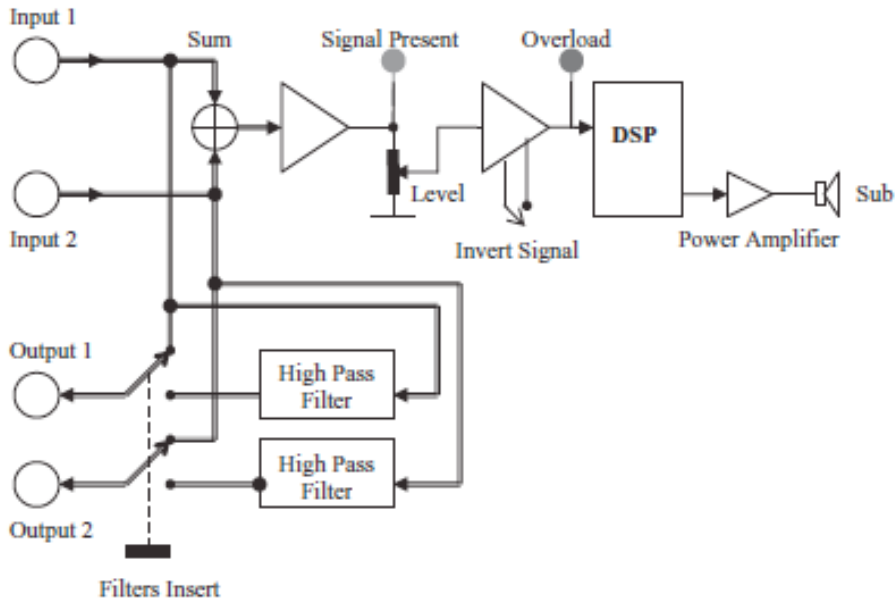 Input 1
Sum
Signal Present
Overload
DSP
Level
Sub
Input 2
Invert Signal
Power Amplifier
Output 1
High Pass
Filter
High Pass
Filter
Output 2
Filters Insert